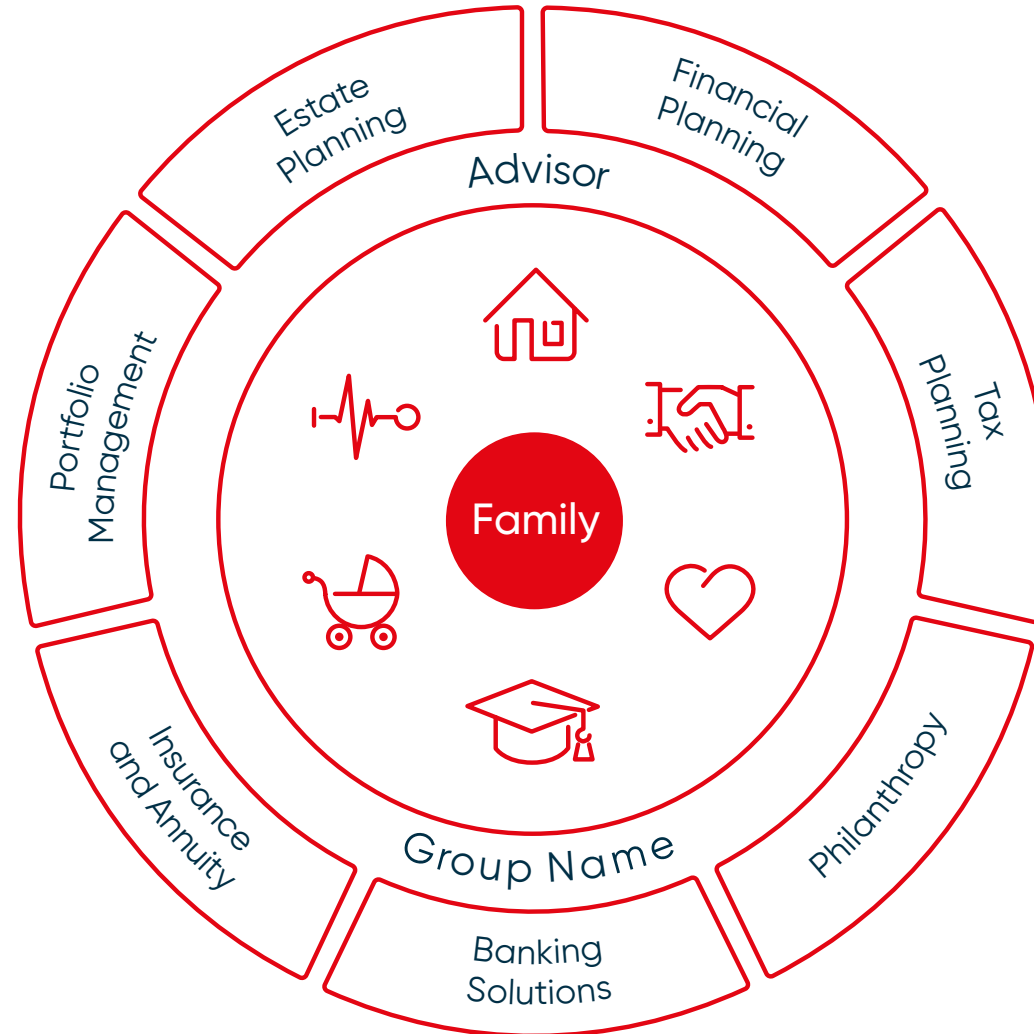 Estate
Planning
Financial
Planning
Advisor
Tax
Planning
Portfolio
Management
Family
Insurance
and Annuity
Philanthropy
Group Name
Banking
Solutions